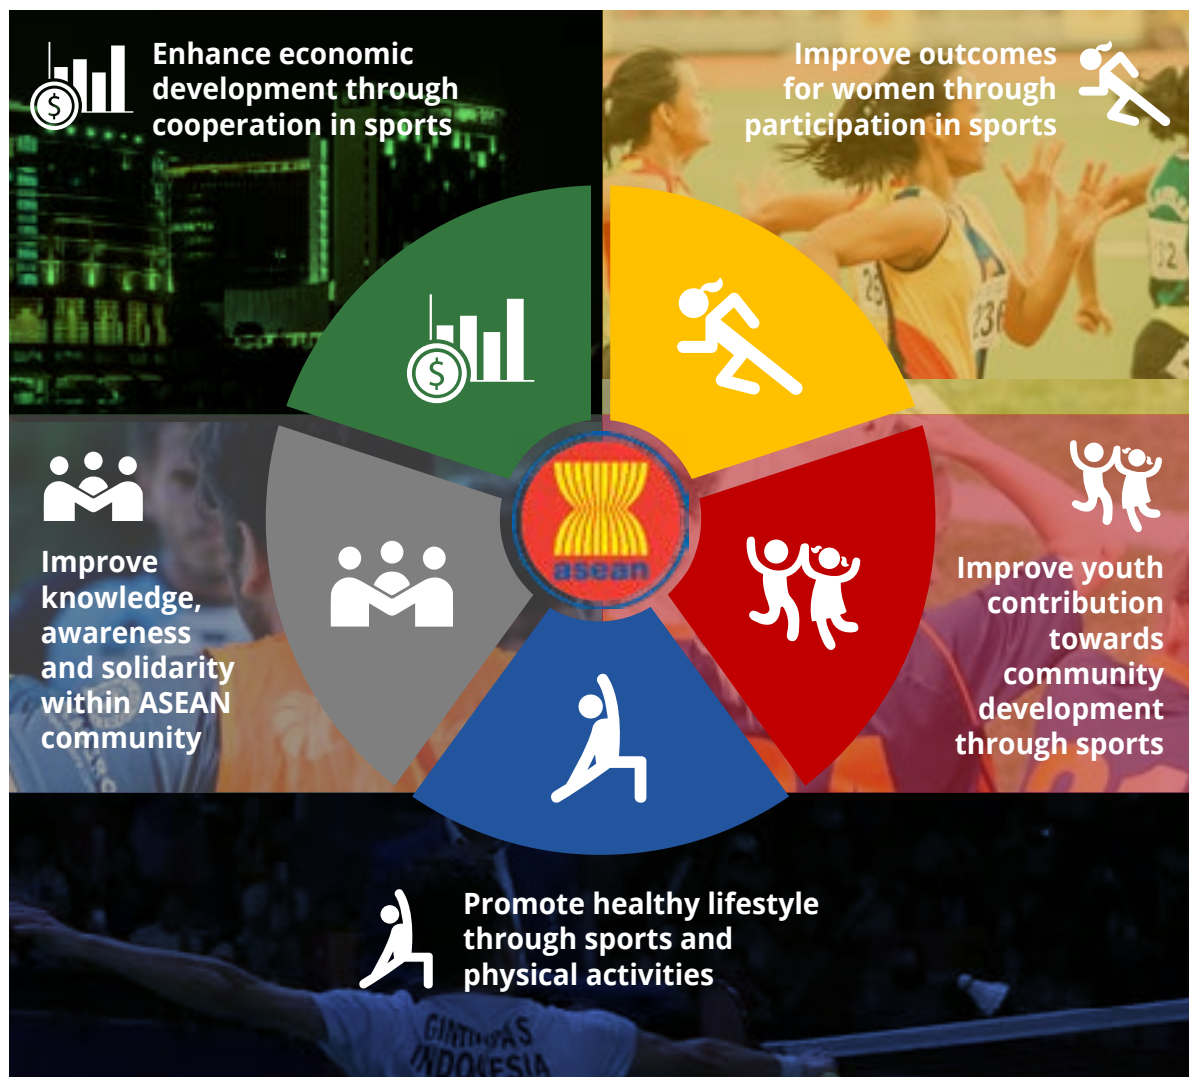 Enhance economic
development through
cooperation in sports
Improve outcomes
for women through
participation in sports
$
$
236
Improve
knowledge,
awareness
and solidarity
within ASEAN
community
asean
Improve youth
contribution
towards
community
development
through sports
Promote healthy lifestyle
through sports and
physical activities
INDONESIA